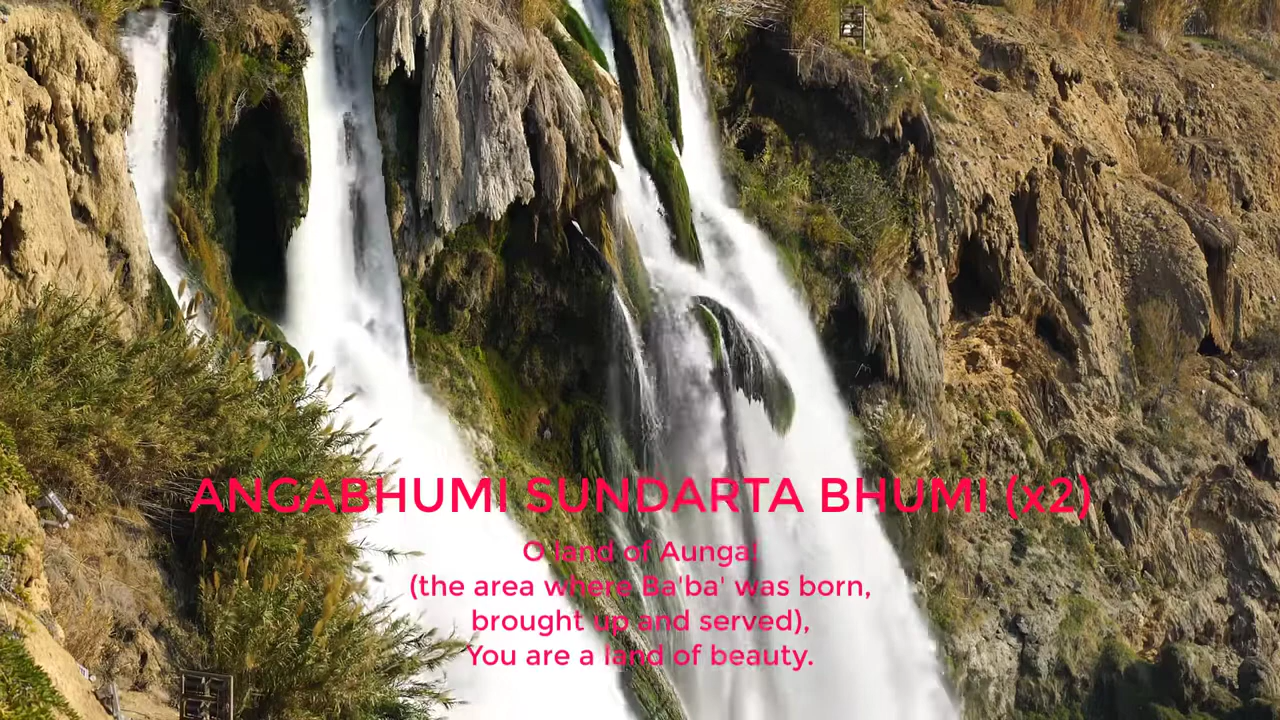 ANGABHUMI SUNDARTA BHUMI (x2)
O land of Aunga!
(the area where Ba'ba' was born,
brought up and served),
You are a land of beauty.